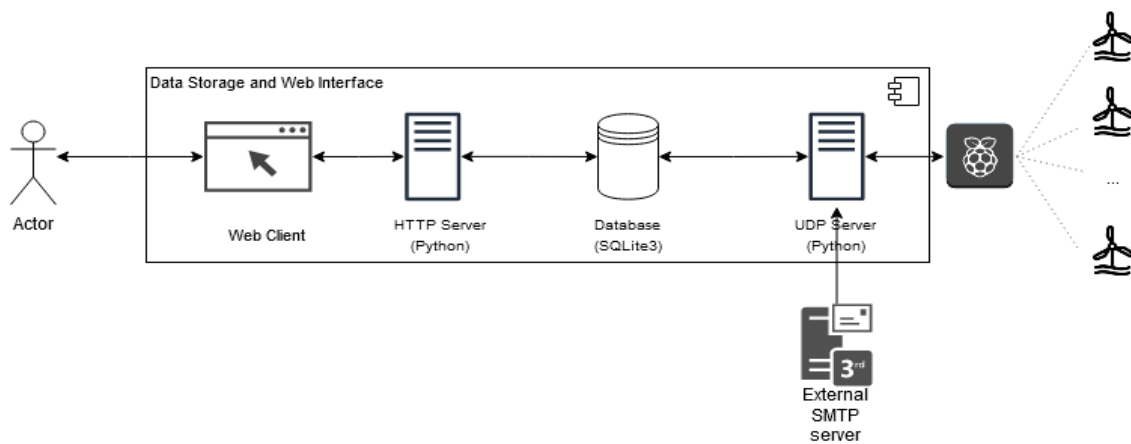 Data Storage and Web Interface
Actor
Web Client
HTTP Server
(Python)
Database
(SQLite3)
UDP Server
(Python)
...
3rd
External
SMTP
server